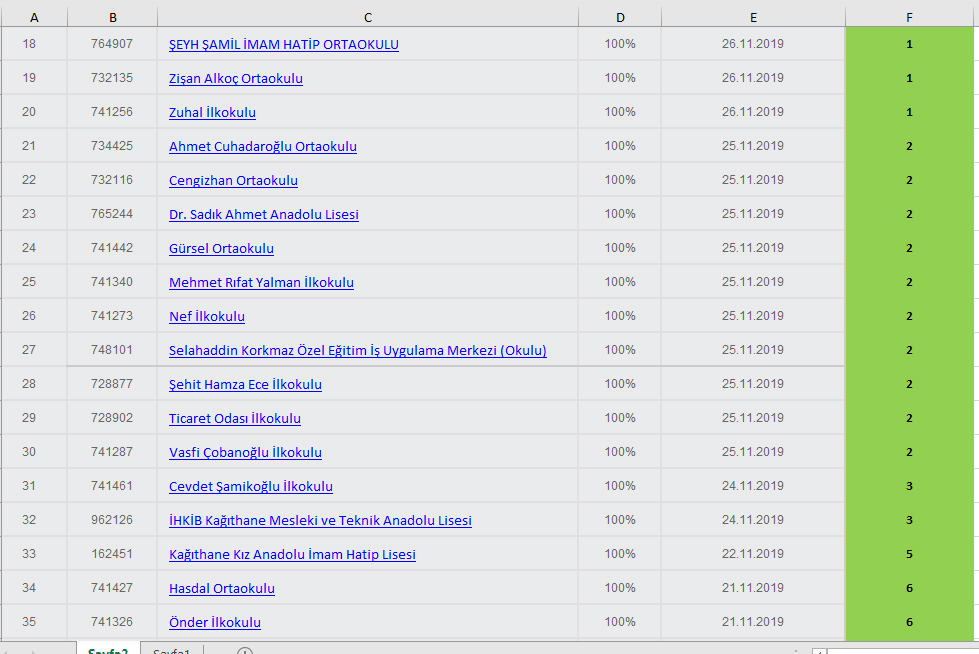 A B C D E F
18 764907 ŞEYH ŞAMİL İMAM HATİP ORTAOKULU 100% 26.11.2019 1
19 732135 Zişan Alkoç Ortaokulu 100% 26.11.2019 1
20 741256 Zuhal İlkokulu 100% 26.11.2019 1
21 734425 Ahmet Cuhadaroğlu Ortaokulu 100% 25.11.2019 2
22 732116 Cengizhan Ortaokulu 100% 25.11.2019 2
23 765244 Dr. Sadık Ahmet Anadolu Lisesi 100% 25.11.2019 2
24 741442 Gürsel Ortaokulu 100% 25.11.2019 2
25 741340 Mehmet Rıfat Yalman İlkokulu 100% 25.11.2019 2
26 741273 Nef İlkokulu 100% 25.11.2019 2
27 748101 Selahaddin Korkmaz Özel Eğitim İş Uygulama Merkezi (Okulu) 100% 25.11.2019 2
28 728877 Şehit Hamza Ece İlkokulu 100% 25.11.2019 2
29 728902 Ticaret Odası İlkokulu 100% 25.11.2019 2
30 741287 Vasfi Çobanoğlu İlkokulu 100% 25.11.2019 2
31 741461 Cevdet Şamikoğlu İlkokulu 100% 24.11.2019 3
32 962126 İHKİB Kağıthane Mesleki ve Teknik Anadolu Lisesi 100% 24.11.2019 3
33 162451 Kağıthane Kız Anadolu İmam Hatip Lisesi 100% 22.11.2019 5
34 741427 Hasdal Ortaokulu 100% 21.11.2019 6
35 741326 Önder İlkokulu 100% 21.11.2019 6
Sayfa2 Sayfa1